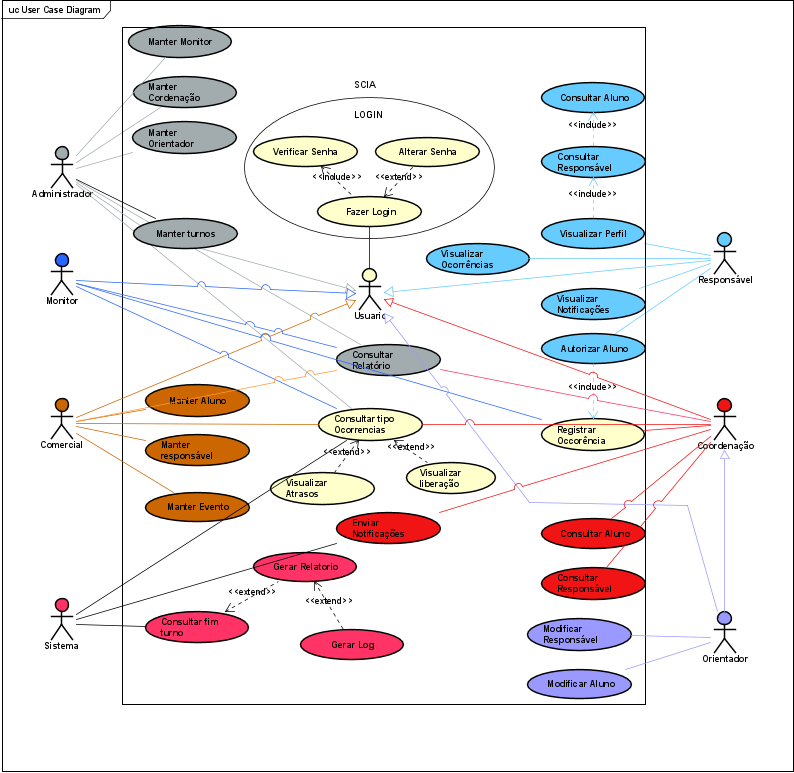 uc User Case Diagram
Manter Monitor
SCIA
Manter
Cordenação
Consultar Aluno
LOGIN
<<include>>
Manter
Orientador
Verificar Senha
Alterar Senha
Consultar
Responsável
<<include>>
<<extend>>
Administrador
<<include>>
Fazer Login
Manter turnos
Visualizar Perfil
Visualizar
Ocorrências
Responsável
Monitor
Usuario
Visualizar
Notificações
Autorizar Aluno
Consultar
Relatório
<<include>>
Manter Aluno
Consultar tipo
Ocorrencias
Registrar
Occorência
Comercial
Coordenação
Manter
responsável
<<extend>>
<<extend>>
Visualizar
liberação
Visualizar
Atrasos
Manter Evento
Enviar
Notificações
Consultar Aluno
Gerar Relatorio
Consultar
Responsável
<<extend>>
<<extend>>
Consultar fim
turno
Sistema
Gerar Log
Modificar
Responsável
Orientador
Modificar Aluno